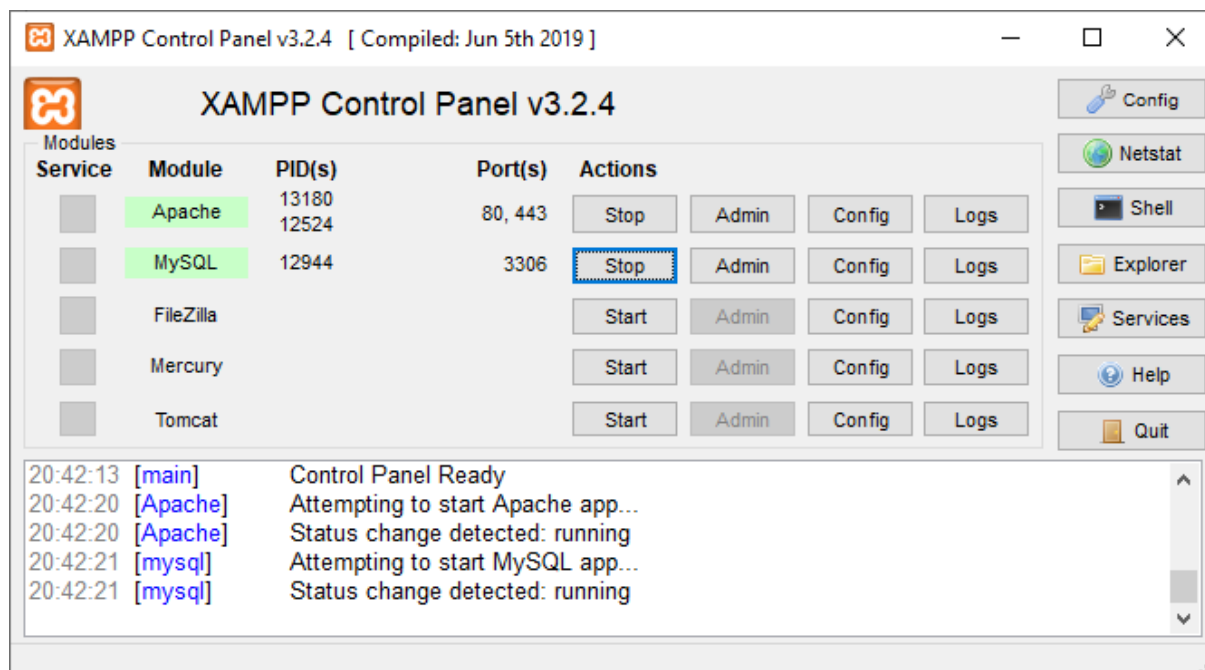 XAMPP Control Panel v3.2.4 [ Compiled: Jun 5th 2019 ]
XAMPP Control Panel v3.2.4
Config
Modules
Netstat
Service Module PID(s) Port(s) Actions
Apache 13180 12524 80, 443 Stop Admin Config Logs
Shell
MySQL 12944 3306 Stop Admin Config Logs
Explorer
FileZilla Start Admin Config Logs
Services
Mercury Start Admin Config Logs
Help
Tomcat Start Admin Config Logs
Quit
20:42:13 [main] Control Panel Ready
20:42:20 [Apache] Attempting to start Apache app...
20:42:20 [Apache] Status change detected: running
20:42:21 [mysql] Attempting to start MySQL app...
20:42:21 [mysql] Status change detected: running